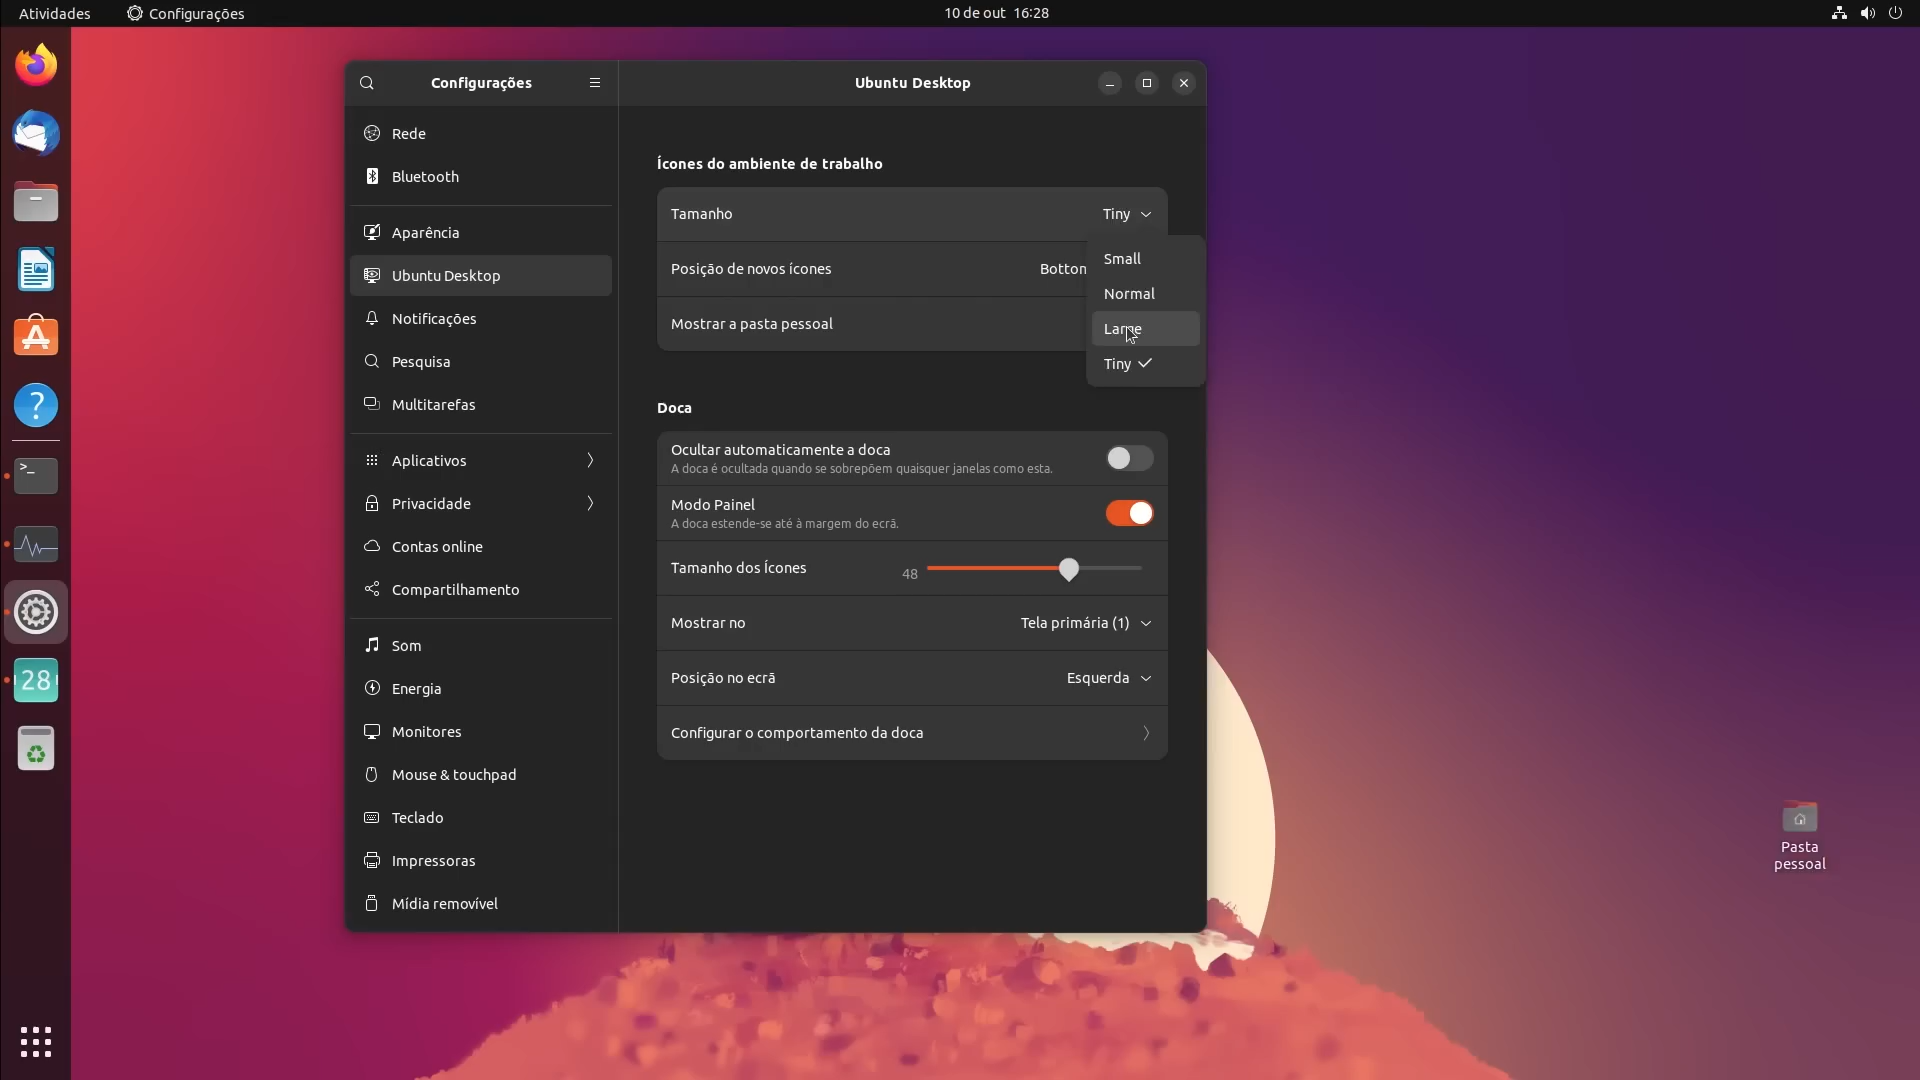 Atividades
Configurações
10 de out 16:28
Configurações
Ubuntu Desktop
Rede
Bluetooth
Aparência
Ubuntu Desktop
Notificações
Pesquisa
Multitarefas
Aplicativos
Privacidade
Contas online
Compartilhamento
Som
Energia
Monitores
Mouse & touchpad
Teclado
Impressoras
Mídia removível
Ícones do ambiente de trabalho
Tamanho
Tiny
Posição de novos ícones
Bottom
Mostrar a pasta pessoal
Small
Normal
Large
Tiny
Doca
Ocultar automaticamente a doca
A doca é ocultada quando se sobrepõem quaisquer janelas como esta.
Modo Painel
A doca estende-se até à margem do ecrã.
Tamanho dos Ícones
48
Mostrar no
Tela primária (1)
Posição no ecrã
Esquerda
Configurar o comportamento da doca
28
Pasta
pessoal